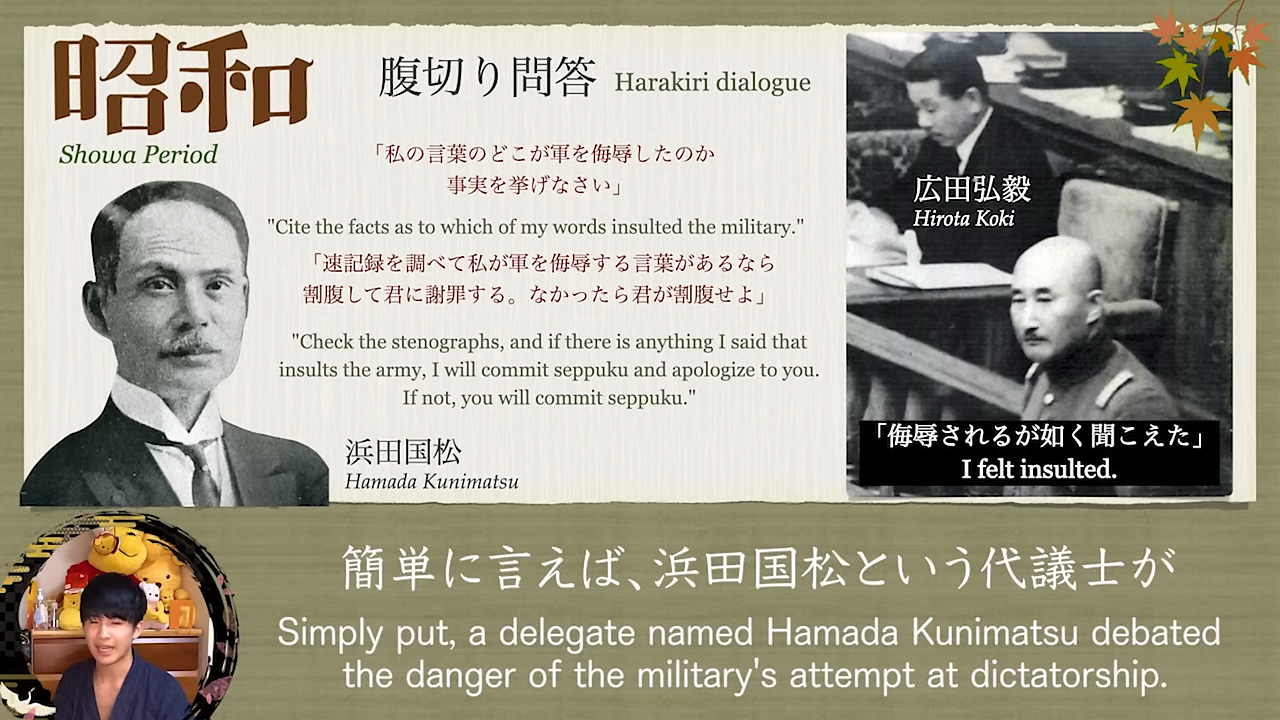 昭和
Showa Period
腹切り問答 Harakiri dialogue
「私の言葉のどこが軍を侮辱したのか
事実を挙げなさい」
"Cite the facts as to which of my words insulted the military."
「速記録を調べて私が軍を侮辱する言葉があるなら
割腹して君に謝罪する。なかったら君が割腹せよ」
"Check the stenographs, and if there is anything I said that
insults the army, I will commit seppuku and apologize to you.
If not, you will commit seppuku."
浜田国松
Hamada Kunimatsu
広田弘毅
Hirota Koki
「侮辱されるが如く聞こえた」
I felt insulted.
簡単に言えば、浜田国松という代議士が
Simply put, a delegate named Hamada Kunimatsu debated
the danger of the military's attempt at dictatorship.